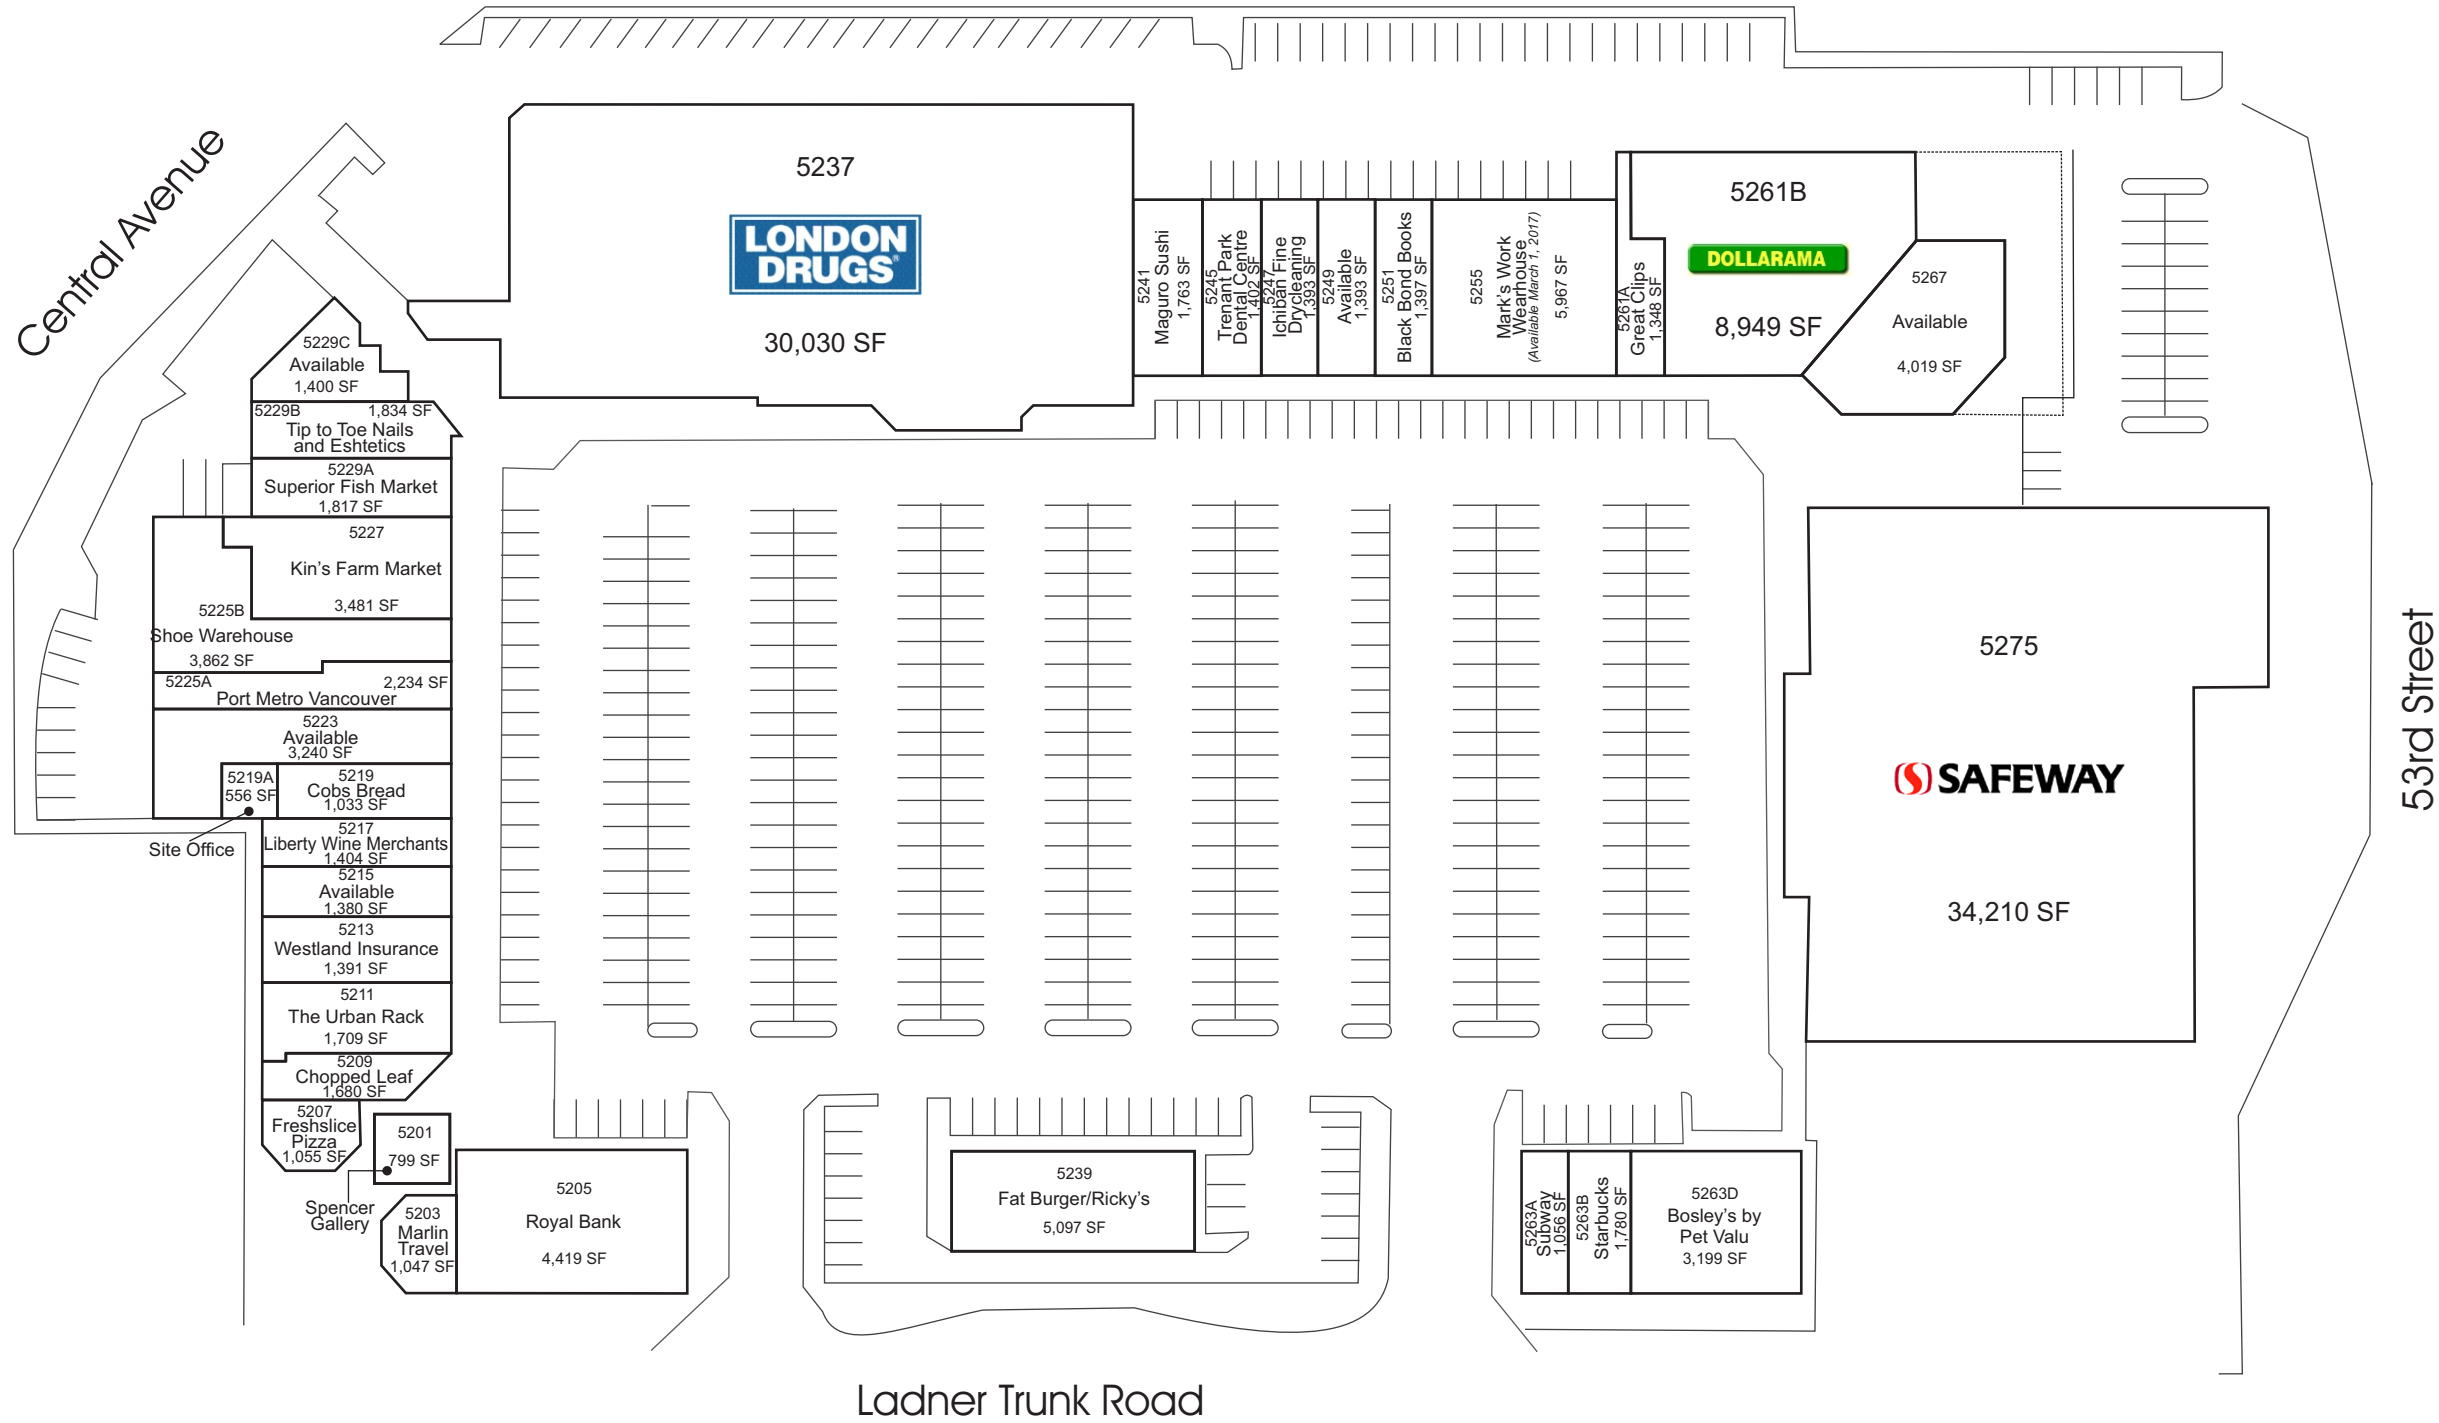 Central Avenue
5237
LONDON
DRUGS®
30,030 SF
5241
Maguro Sushi
1,763 SF
5245
Trenant Park
Dental Centre
1,402 SF
5247
Ichiban Fine
Drycleaning
1,393 SF
5249
Available
1,393 SF
5251
Black Bond Books
1,397 SF
5255
Mark's Work
Wearhouse
(Available March 1, 2017)
5,967 SF
5261A
Great Clips
1,348 SF
5261B
DOLLARAMA
8,949 SF
5267
Available
4,019 SF
5229C
Available
1,400 SF
5229B 1,834 SF
Tip to Toe Nails
and Eshtetics
5229A
Superior Fish Market
1,817 SF
5227
Kin's Farm Market
3,481 SF
5225B
Shoe Warehouse
3,862 SF
5225A 2,234 SF
Port Metro Vancouver
5223
Available
3,240 SF
5219A
556 SF
Site Office
5219
Cobs Bread
1,033 SF
5217
Liberty Wine Merchants
1,404 SF
5215
Available
1,380 SF
5213
Westland Insurance
1,391 SF
5211
The Urban Rack
1,709 SF
5209
Chopped Leaf
1,680 SF
5207
Freshslice
Pizza
1,055 SF
5201
799 SF
Spencer
Gallery
5203
Marlin
Travel
1,047 SF
5205
Royal Bank
4,419 SF
5239
Fat Burger/Ricky's
5,097 SF
5263A
Subway
1,056 SF
5263B
Starbucks
1,780 SF
5263D
Bosley's by
Pet Valu
3,199 SF
5275
SAFEWAY
34,210 SF
53rd Street
Ladner Trunk Road